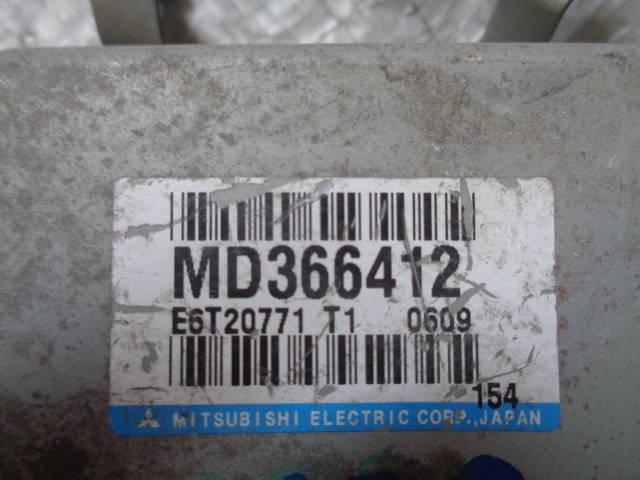 MD366412
E6T20771 T1 0609
154
MITSUBISHI ELECTRIC CORP., JAPAN